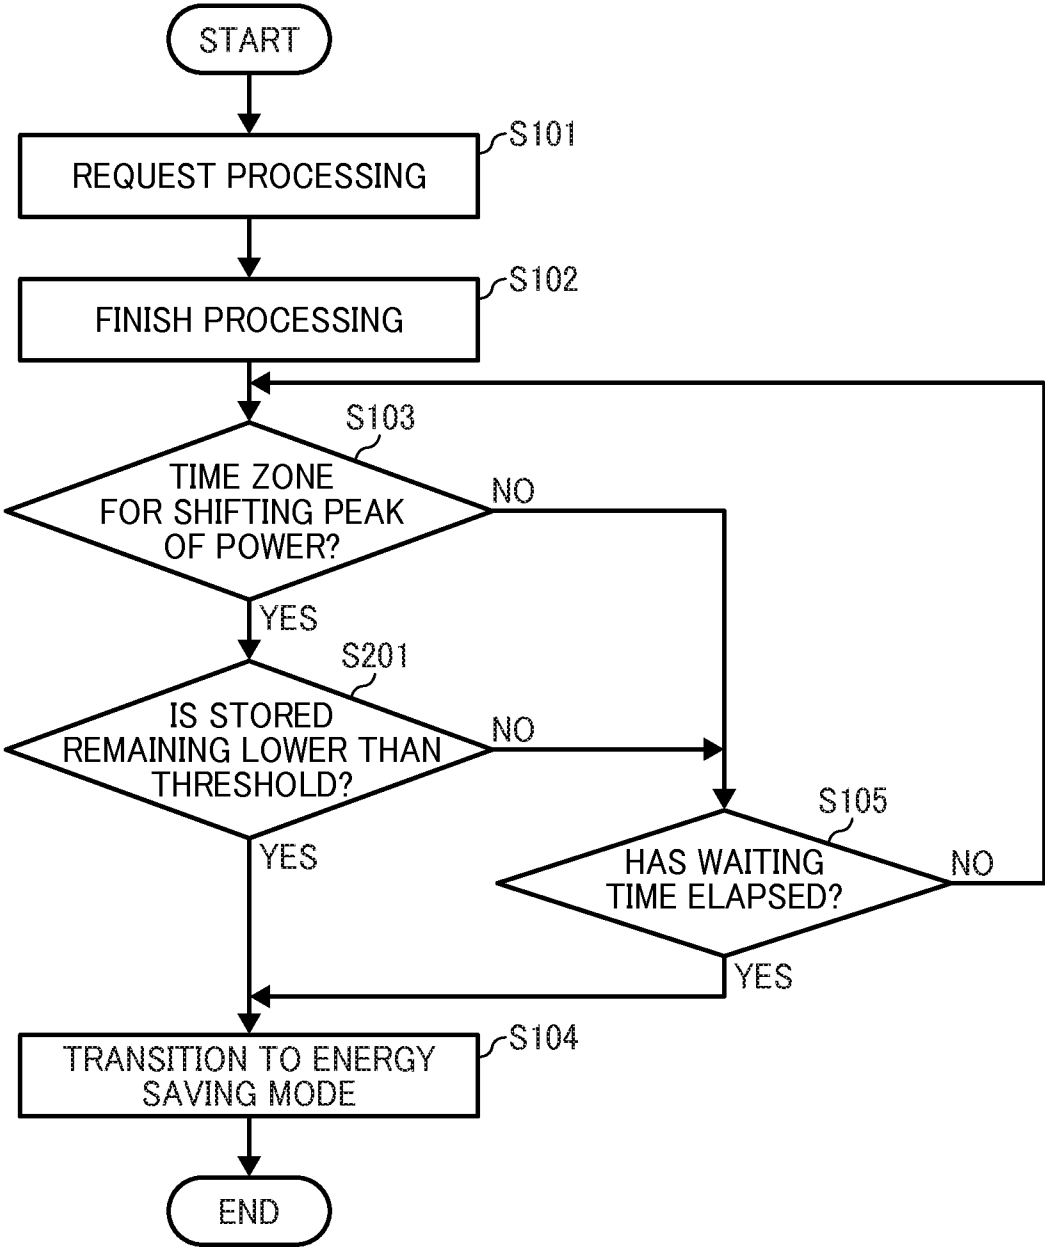 START
S101
REQUEST PROCESSING
S102
FINISH PROCESSING
S103
TIME ZONE
FOR SHIFTING PEAK
OF POWER?
NO
YES
S201
IS STORED
REMAINING LOWER THAN
THRESHOLD?
NO
YES
S105
HAS WAITING
TIME ELAPSED?
NO
YES
S104
TRANSITION TO ENERGY
SAVING MODE
END